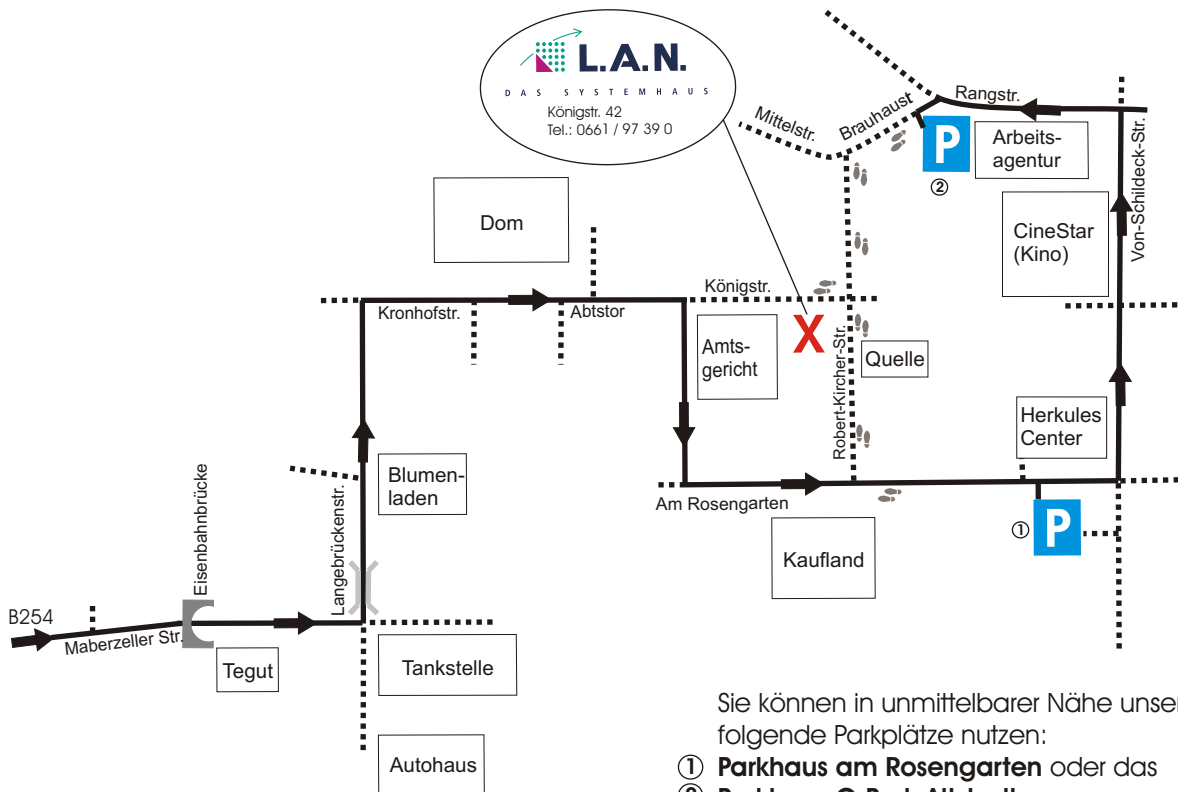 L.A.N.
DAS SYSTEMHAUS
Königstr. 42
Tel.: 0661 / 97 39 0
Mittelstr.
Brauhaust
Rangstr.
P
②
Arbeits-
agentur
Von-Schildeck-Str.
CineStar
(Kino)
Dom
Kronhofstr.
Abtstor
Königstr.
X
Amts-
gericht
Robert-Kircher-Str.
Quelle
Herkules
Center
Blumen-
laden
Langebrückenstr.
Eisenbahnbrücke
Am Rosengarten
Kaufland
①
P
B254
Maberzeller Str.
Tegut
Tankstelle
Autohaus
Sie können in unmittelbarer Nähe unser
folgende Parkplätze nutzen:
① Parkhaus am Rosengarten oder das